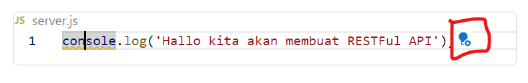 JS server.js
1 console.log('Hallo kita akan membuat RESTFul API')